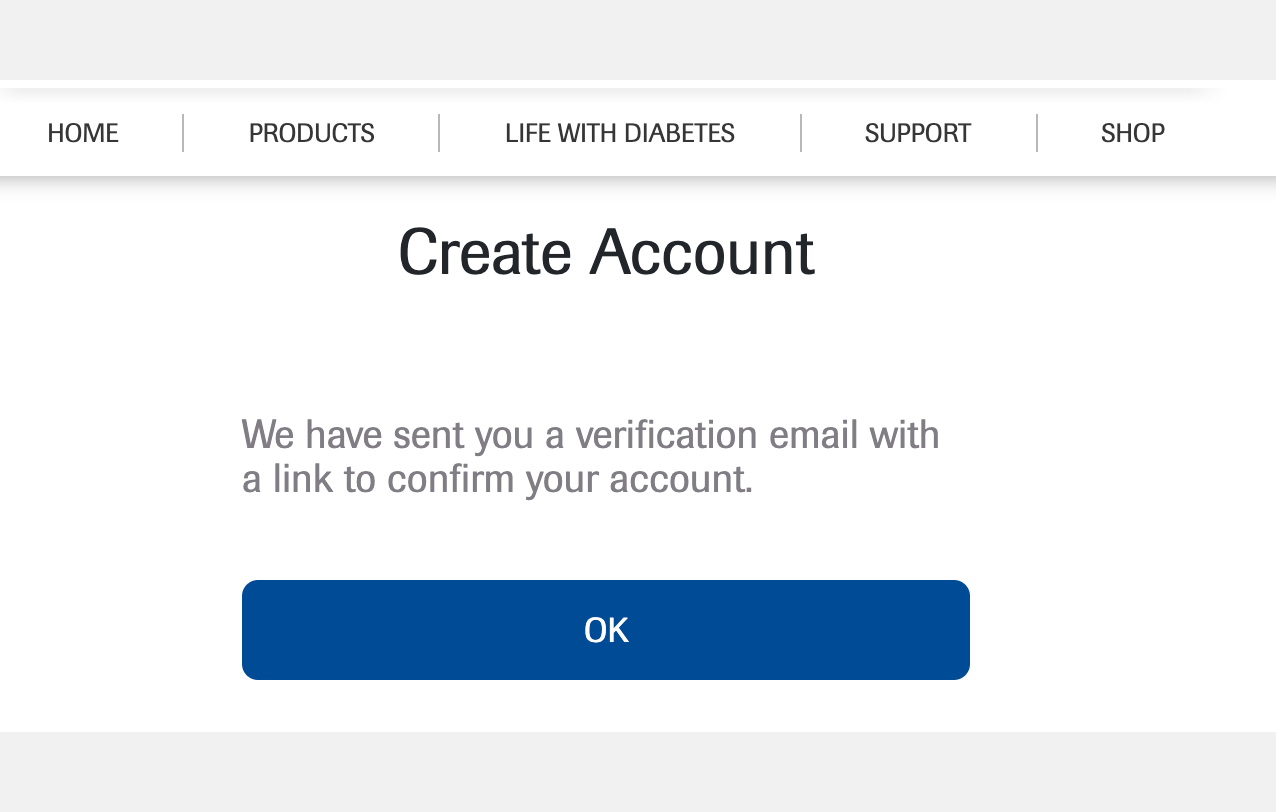 HOME PRODUCTS LIFE WITH DIABETES SUPPORT SHOP
Create Account
We have sent you a verification email with
a link to confirm your account.
OK